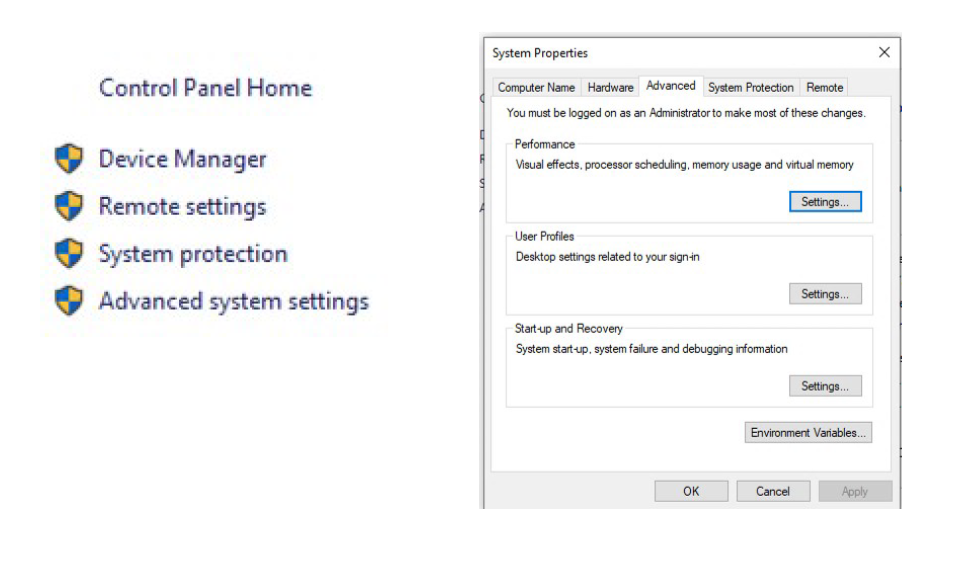 Control Panel Home
Device Manager
Remote settings
System protection
Advanced system settings
System Properties
Computer Name Hardware Advanced System Protection Remote
You must be logged on as an Administrator to make most of these changes.
Performance
Visual effects, processor scheduling, memory usage and virtual memory
Settings...
User Profiles
Desktop settings related to your sign-in
Settings...
Start-up and Recovery
System start-up, system failure and debugging information
Settings...
Environment Variables...
OK Cancel Apply